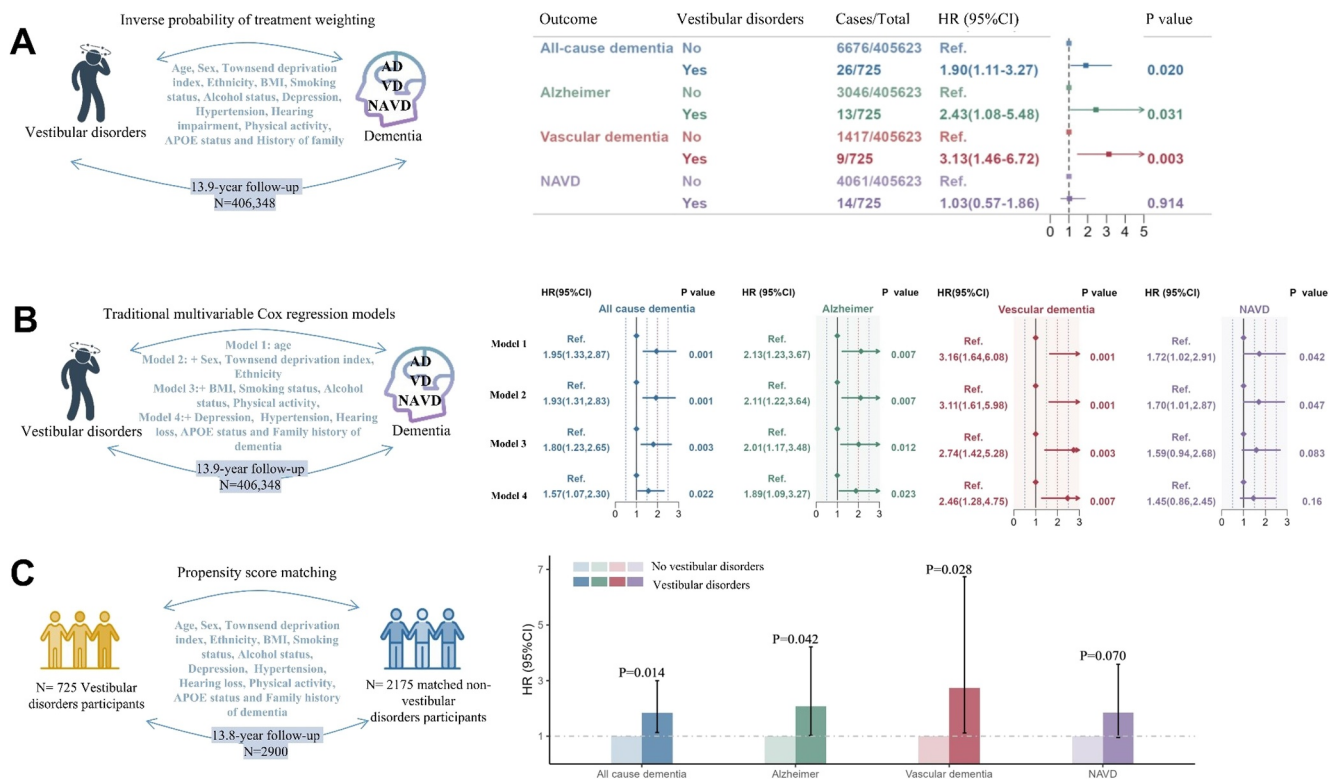 A
Inverse probability of treatment weighting
Age, Sex, Townsend deprivation
index, Ethnicity, BMI, Smoking
status, Alcohol status, Depression,
Hypertension, Hearing
impairment, Physical activity,
APOE status and History of family
Vestibular disorders
AD
VD
NAVD
Dementia
13.9-year follow-up
N=406,348
Outcome Vestibular disorders Cases/Total HR (95%CI) P value
All-cause dementia No 6676/405623 Ref.
Yes 26/725 1.90(1.11-3.27) 0.020
Alzheimer No 3046/405623 Ref.
Yes 13/725 2.43(1.08-5.48) 0.031
Vascular dementia No 1417/405623 Ref.
Yes 9/725 3.13(1.46-6.72) 0.003
NAVD No 4061/405623 Ref.
Yes 14/725 1.03(0.57-1.86) 0.914
0 1 2 3 4 5
B
Traditional multivariable Cox regression models
Model 1: age
Model 2: + Sex, Townsend deprivation index,
Ethnicity
Model 3:+ BMI, Smoking status, Alcohol
status, Physical activity,
Model 4:+ Depression, Hypertension, Hearing
loss, APOE status and Family history of
dementia
Vestibular disorders
AD
VD
NAVD
Dementia
13.9-year follow-up
N=406,348
HR(95%CI) P value
All cause dementia
Model 1
Ref.
1.95(1.33,2.87) 0.001
Model 2
Ref.
1.93(1.31,2.83) 0.001
Model 3
Ref.
1.80(1.23,2.65) 0.003
Model 4
Ref.
1.57(1.07,2.30) 0.022
0 1 2 3
HR (95%CI) P value
Alzheimer
Ref.
2.13(1.23,3.67) 0.007
Ref.
2.11(1.22,3.64) 0.007
Ref.
2.01(1.17,3.48) 0.012
Ref.
1.89(1.09,3.27) 0.023
0 1 2 3
HR(95%CI) P value
Vascular dementia
Ref.
3.16(1.64,6.08) 0.001
Ref.
3.11(1.61,5.98) 0.001
Ref.
2.74(1.42,5.28) 0.003
Ref.
2.46(1.28,4.75) 0.007
0 1 2 3
HR (95%CI) P value
NAVD
Ref.
1.72(1.02,2.91) 0.042
Ref.
1.70(1.01,2.87) 0.047
Ref.
1.59(0.94,2.68) 0.083
Ref.
1.45(0.86,2.45) 0.16
0 1 2 3
C
Propensity score matching
Age, Sex, Townsend deprivation
index, Ethnicity, BMI, Smoking
status, Alcohol status,
Depression, Hypertension,
Hearing loss, Physical activity,
APOE status and Family history
of dementia
N= 725 Vestibular
disorders participants
N= 2175 matched non-
vestibular
disorders participants
13.8-year follow-up
N=2900
HR (95%CI)
7
5
3
1
No vestibular disorders
Vestibular disorders
P=0.014
P=0.042
P=0.028
P=0.070
All cause dementia
Alzheimer
Vascular dementia
NAVD